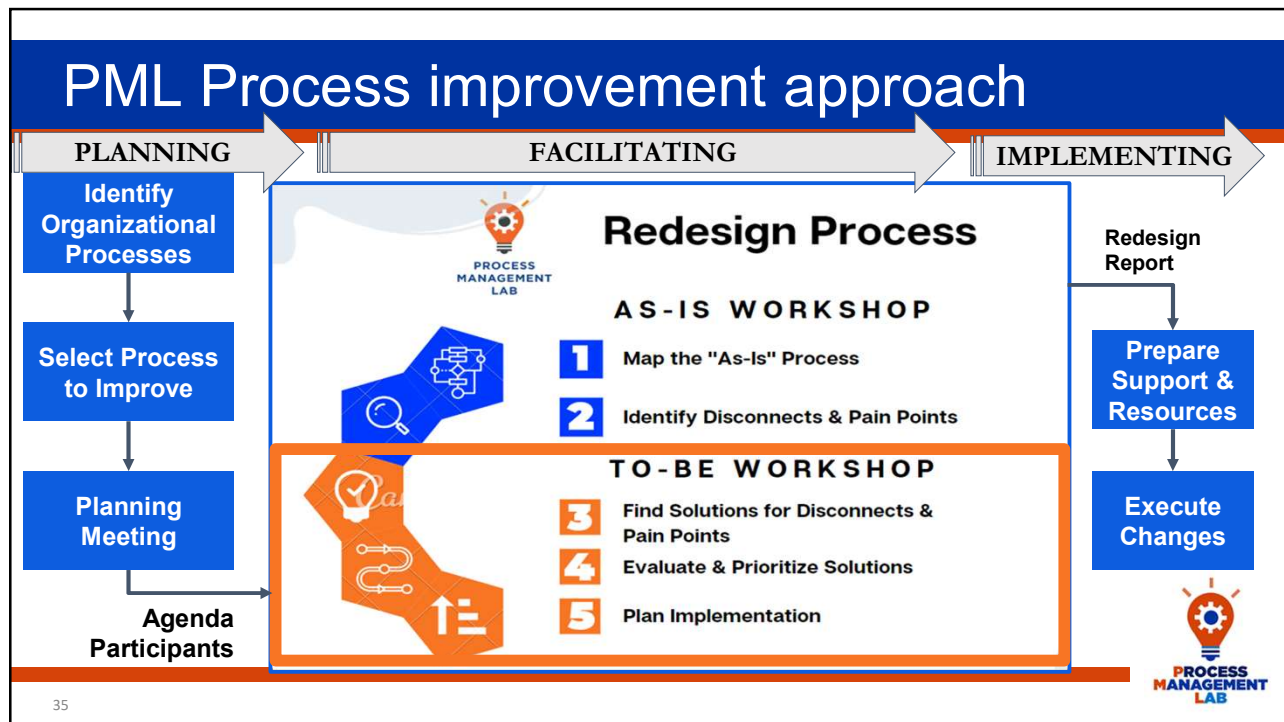 PML Process improvement approach
PLANNING
FACILITATING
IMPLEMENTING
Identify
Organizational
Processes
Select Process
to Improve
Planning
Meeting
Agenda
Participants
PROCESS
MANAGEMENT
LAB
Redesign Process
AS-IS WORKSHOP
1 Map the "As-Is" Process
2 Identify Disconnects & Pain Points
TO-BE WORKSHOP
3 Find Solutions for Disconnects &
Pain Points
4 Evaluate & Prioritize Solutions
5 Plan Implementation
Redesign
Report
Prepare
Support &
Resources
Execute
Changes
PROCESS
MANAGEMENT
LAB
35